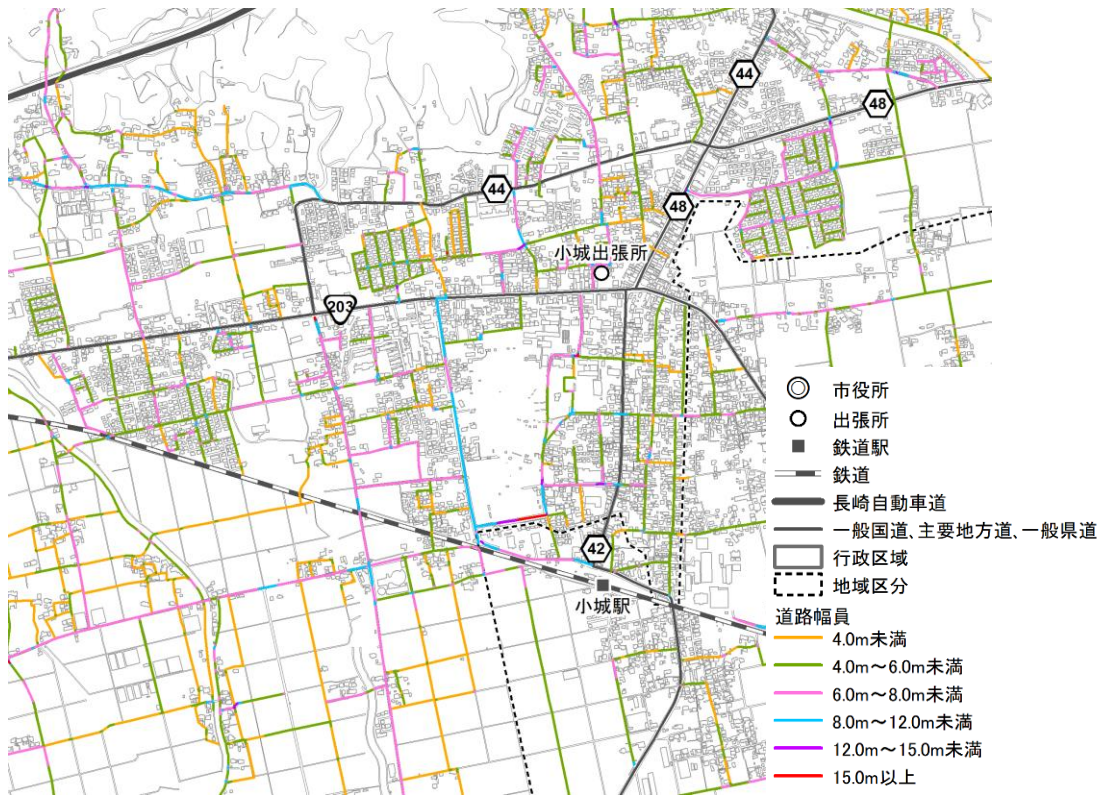 44
48
44
48
小城出張所
203
42
小城駅
市役所
出張所
鉄道駅
鉄道
長崎自動車道
一般国道、主要地方道、一般県道
行政区域
地域区分
道路幅員
4.0m未満
4.0m～6.0m未満
6.0m～8.0m未満
8.0m～12.0m未満
12.0m～15.0m未満
15.0m以上